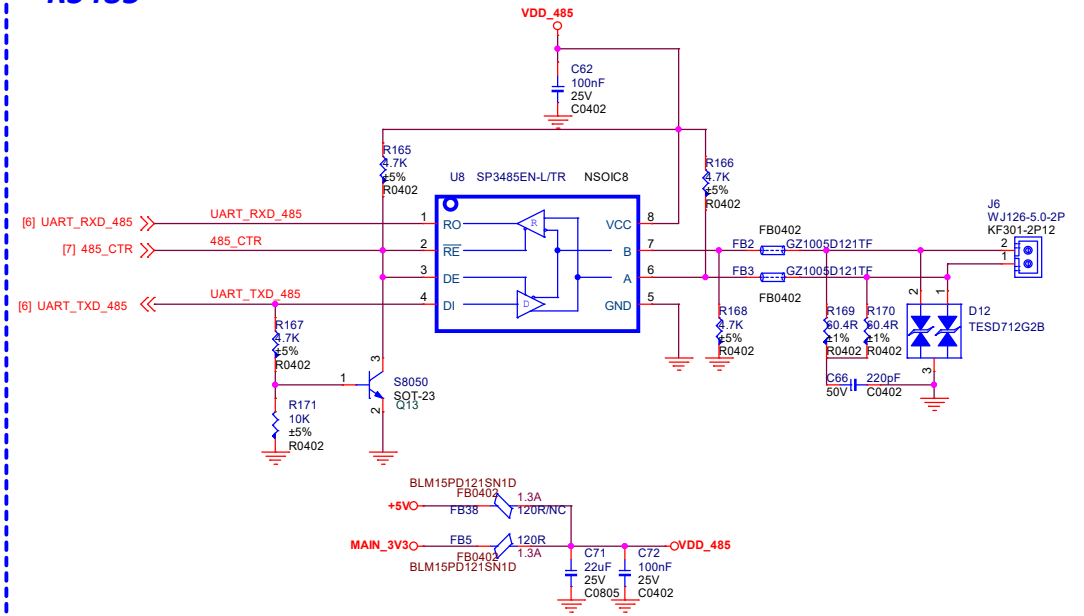 VDD_485
C62
100nF
25V
C0402
R165
4.7K
±5%
R0402
R166
4.7K
±5%
R0402
U8 SP3485EN-L/TR NSOIC8
[6] UART_RXD_485
UART_RXD_485
1
RO
R
VCC
8
[7] 485_CTR
485_CTR
2
RE
B
7
3
DE
A
6
[6] UART_TXD_485
UART_TXD_485
4
DI
D
GND
5
FB0402
FB2
GZ1005D121TF
FB3
GZ1005D121TF
FB0402
J6
WJ126-5.0-2P
KF301-2P12
2
1
R167
4.7K
±5%
R0402
R168
4.7K
±5%
R0402
R169
60.4R
±1%
R0402
R170
60.4R
±1%
R0402
2
1
D12
TESD712G2B
3
C66
220pF
50V
C0402
3
1
S8050
SOT-23
Q13
2
R171
10K
±5%
R0402
BLM15PD121SN1D
FB0402
1.3A
+5V
FB38
120R/NC
MAIN_3V3
FB5
120R
FB0402
1.3A
BLM15PD121SN1D
VDD_485
C71
22uF
25V
C0805
C72
100nF
25V
C0402